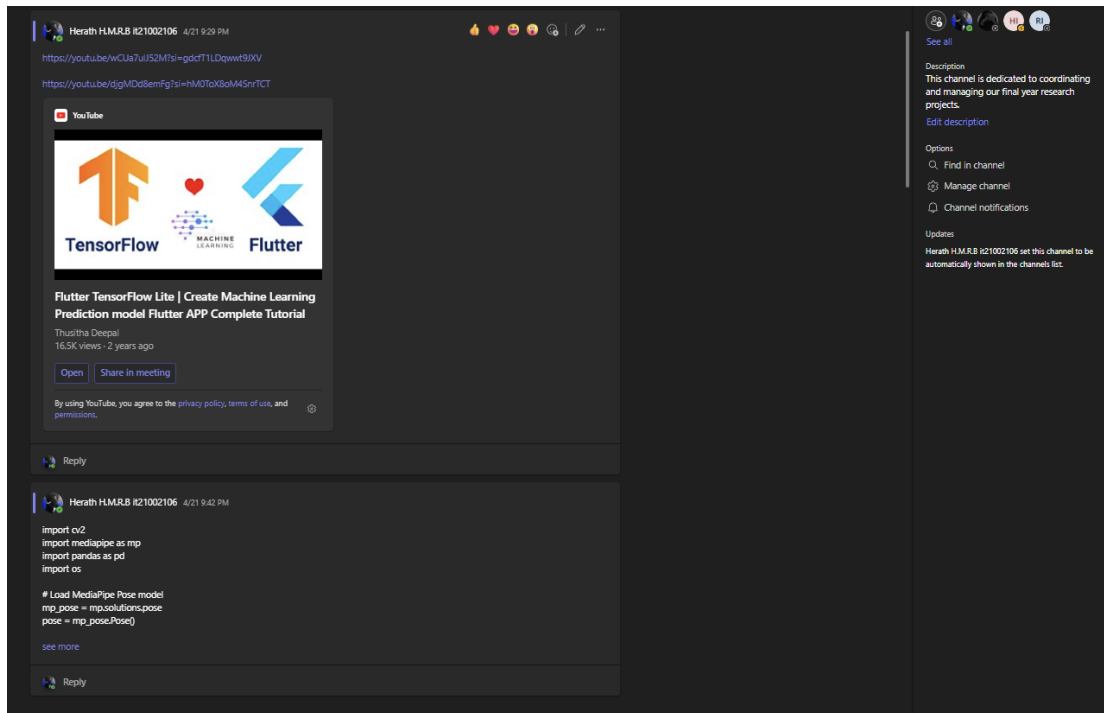 Herath H.M.R.B it21002106 4/21 9:29 PM
https://youtu.be/wCUa7uIJ52M?si=gdcfT1LDqwwt9JXV
https://youtu.be/djgMDd8emFg?si=hM0ToX8oM4SnrTCT
YouTube
TensorFlow
MACHINE
LEARNING
Flutter
Flutter TensorFlow Lite | Create Machine Learning
Prediction model Flutter APP Complete Tutorial
Thusitha Deepal
16.5K views · 2 years ago
Open
Share in meeting
By using YouTube, you agree to the privacy policy, terms of use, and
permissions.
Reply
Herath H.M.R.B it21002106 4/21 9:42 PM
import cv2
import mediapipe as mp
import pandas as pd
import os
# Load MediaPipe Pose model
mp_pose = mp.solutions.pose
pose = mp_pose.Pose()
see more
Reply
HI
RI
See all
Description
This channel is dedicated to coordinating
and managing our final year research
projects.
Edit description
Options
Find in channel
Manage channel
Channel notifications
Updates
Herath H.M.R.B it21002106 set this channel to be
automatically shown in the channels list.